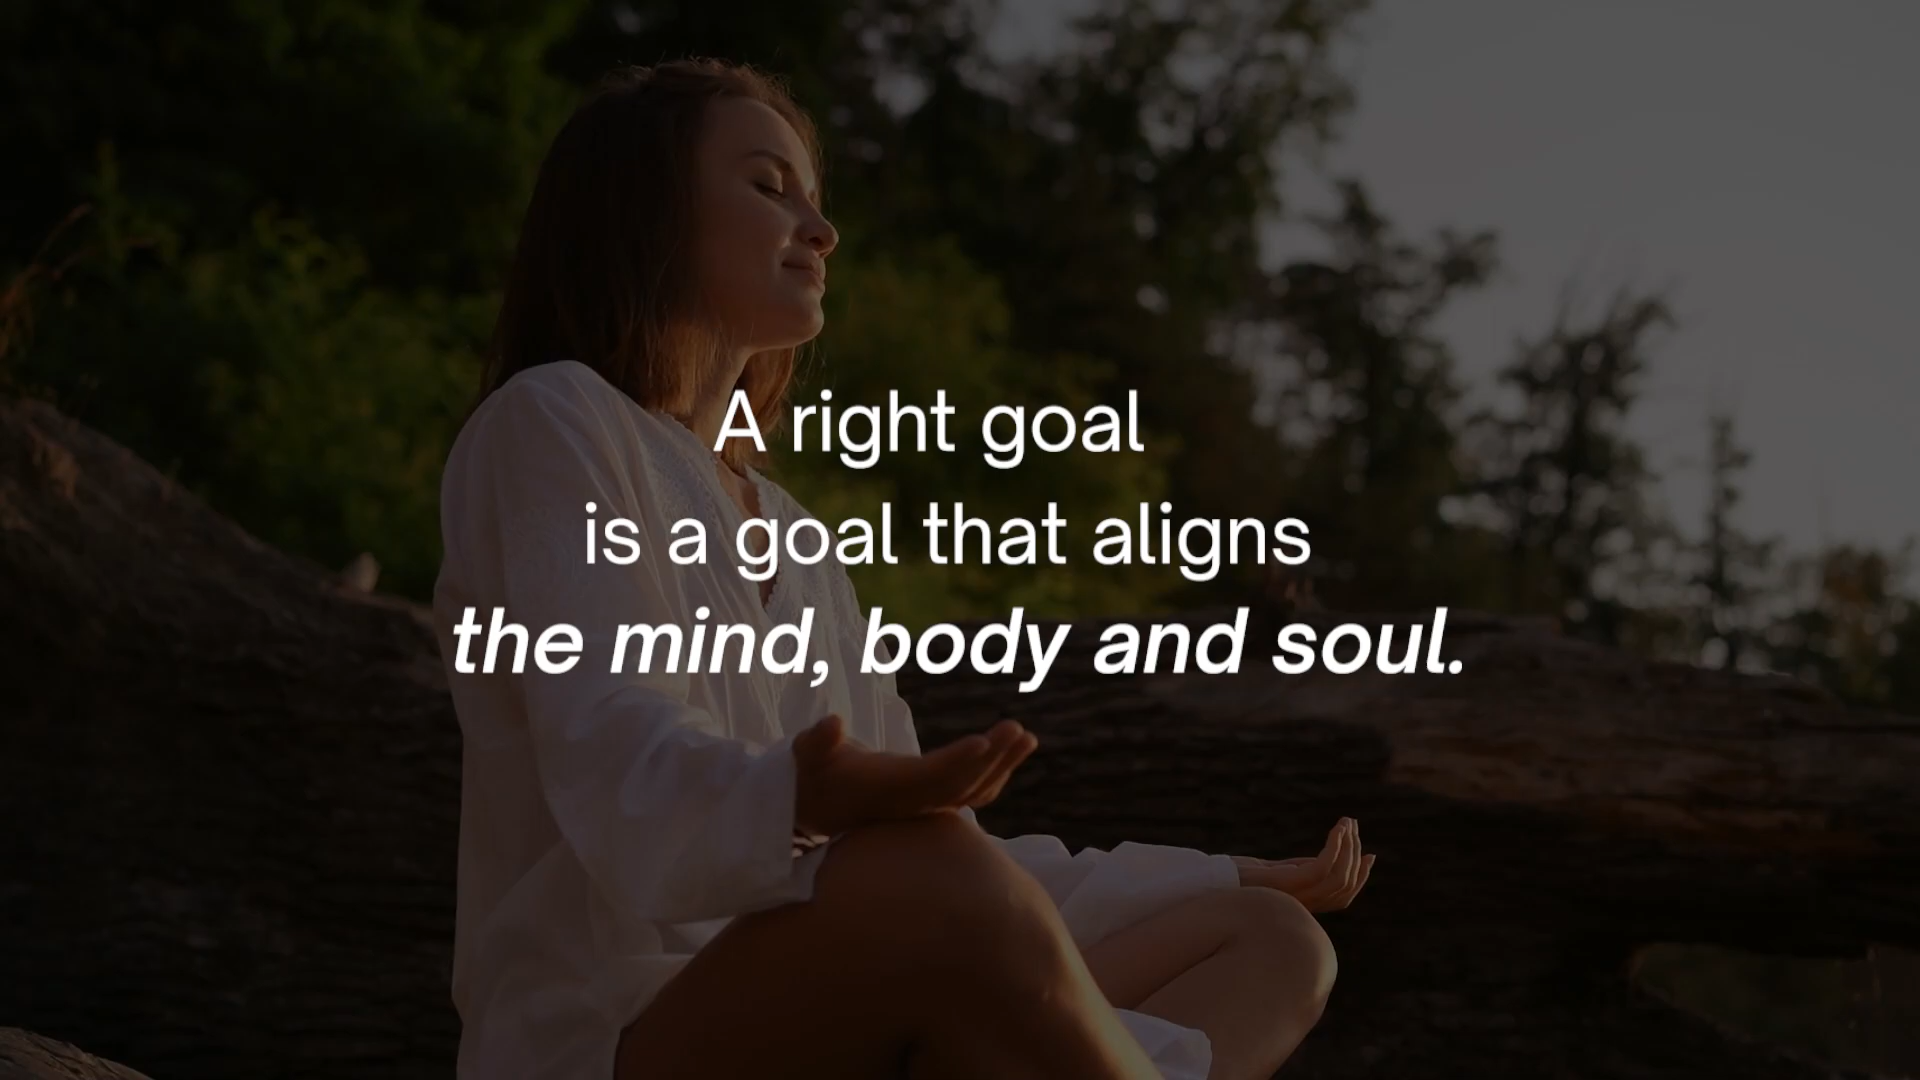 A right goal
is a goal that aligns
the mind, body and soul.